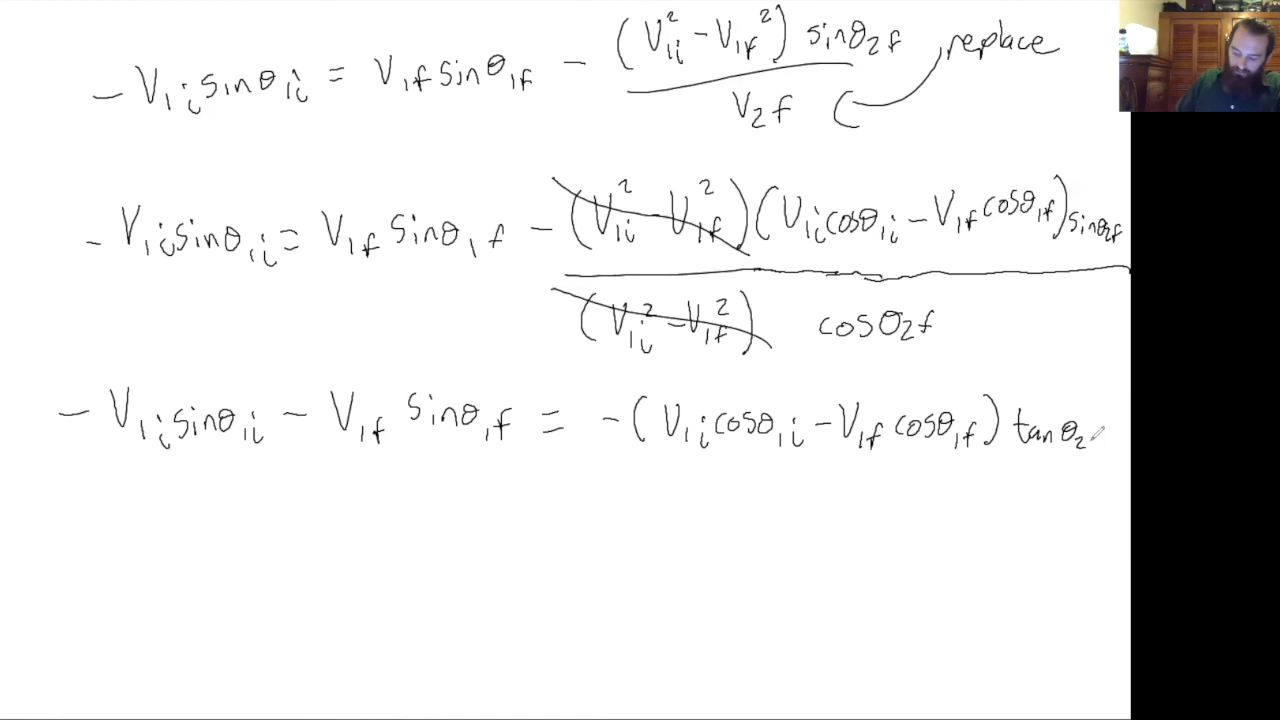 -V₁ᵢ sinθ₁ᵢ = V₁f sinθ₁f - (V₁ᵢ² - V₁f²) sinθ₂f / V₂f replace
-V₁ᵢ sinθ₁ᵢ = V₁f sinθ₁f - (V₁ᵢ² - V₁f²)(V₁ᵢ cosθ₁ᵢ - V₁f cosθ₁f) sinθ₂f / (V₁ᵢ² - V₁f²) cosθ₂f
-V₁ᵢ sinθ₁ᵢ - V₁f sinθ₁f = -(V₁ᵢ cosθ₁ᵢ - V₁f cosθ₁f) tanθ₂